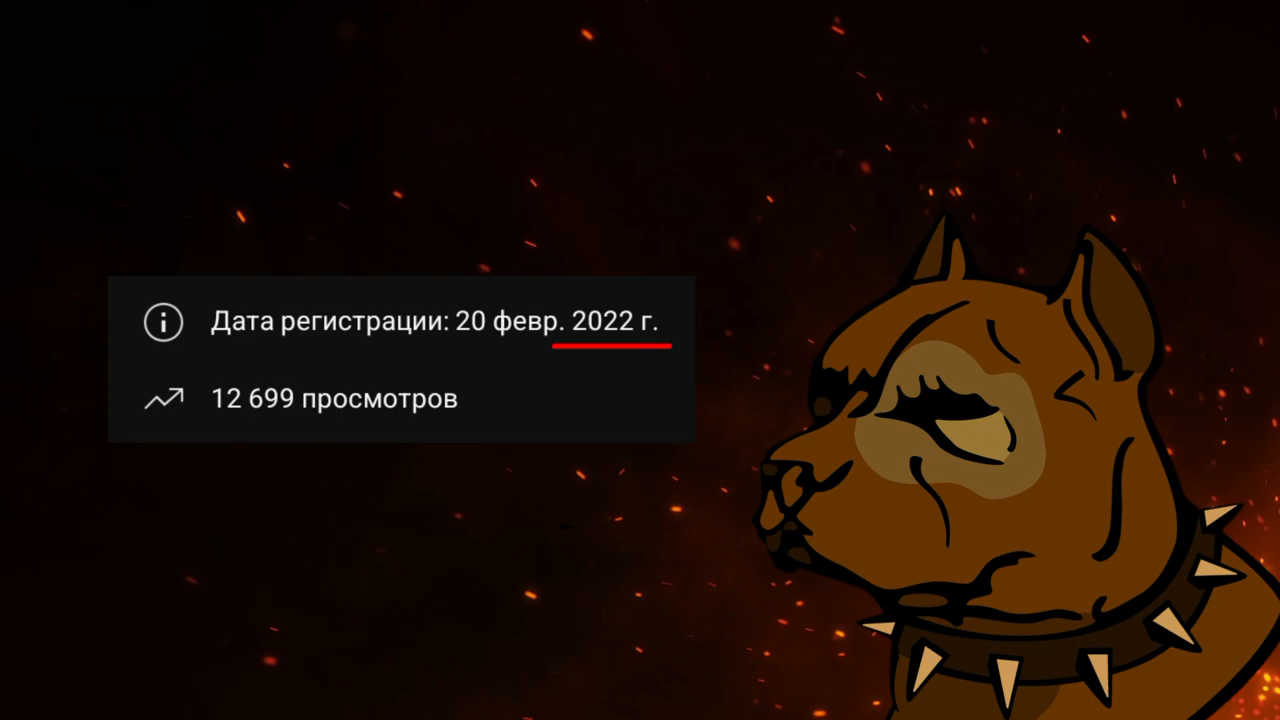 Дата регистрации: 20 февр. 2022 г.
12 699 просмотров